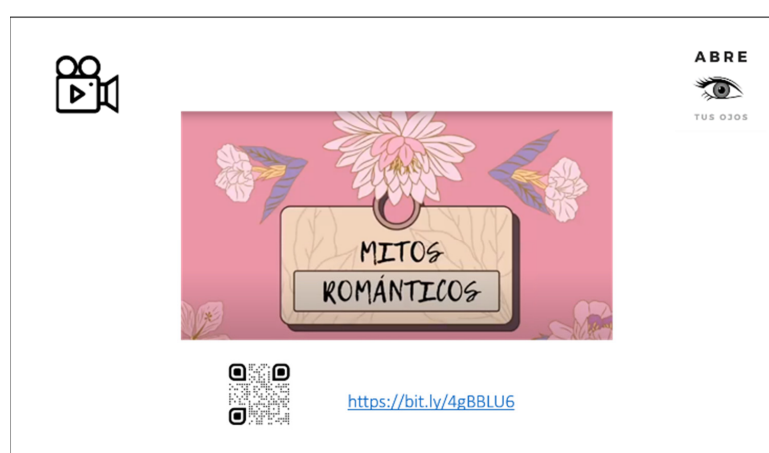 ABRE
TUS OJOS
MITOS
ROMÁNTICOS
https://bit.ly/4gBBLU6